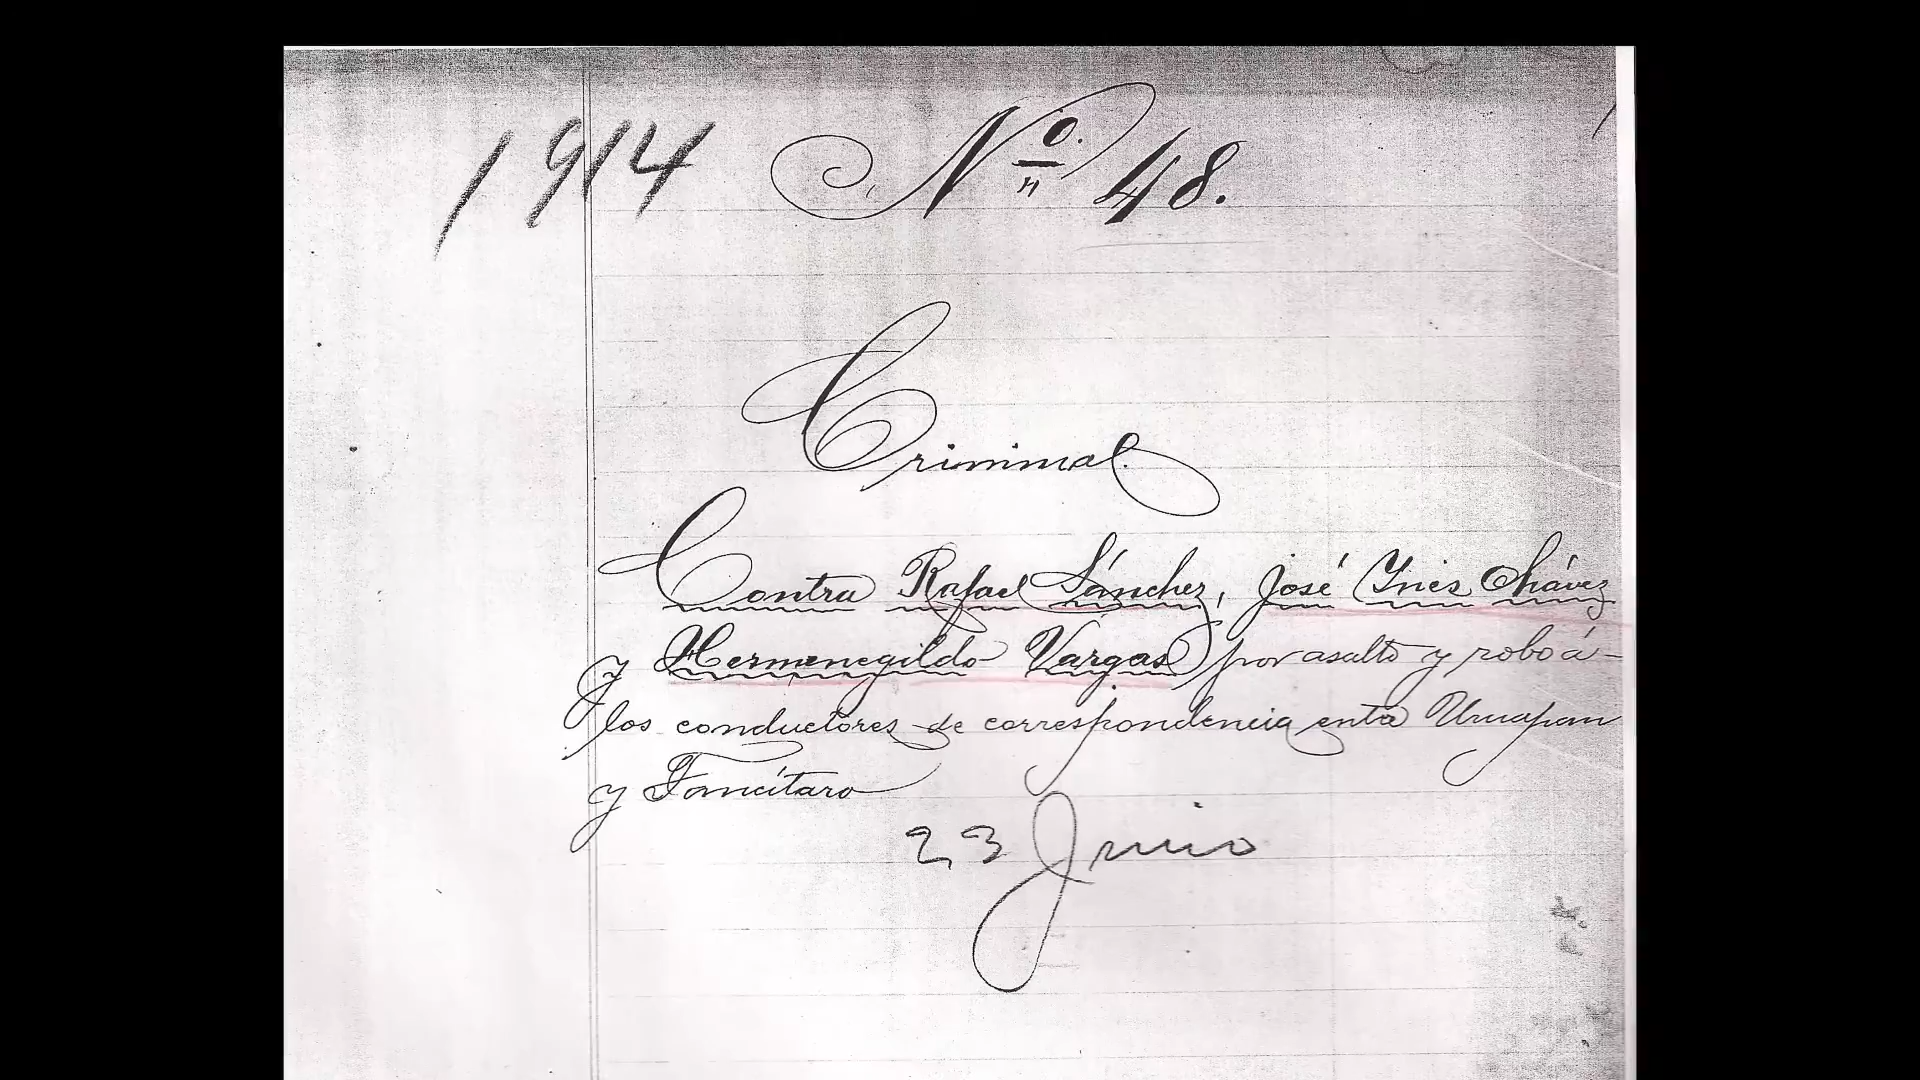 1914 Nº 48.
Criminal.
Contra Rafael Sánchez, José Ynés Chávez
y Hermenegildo Vargas por asalto y robo á
los conductores de correspondencia enta Uruapan
y Tancítaro
23 Junio